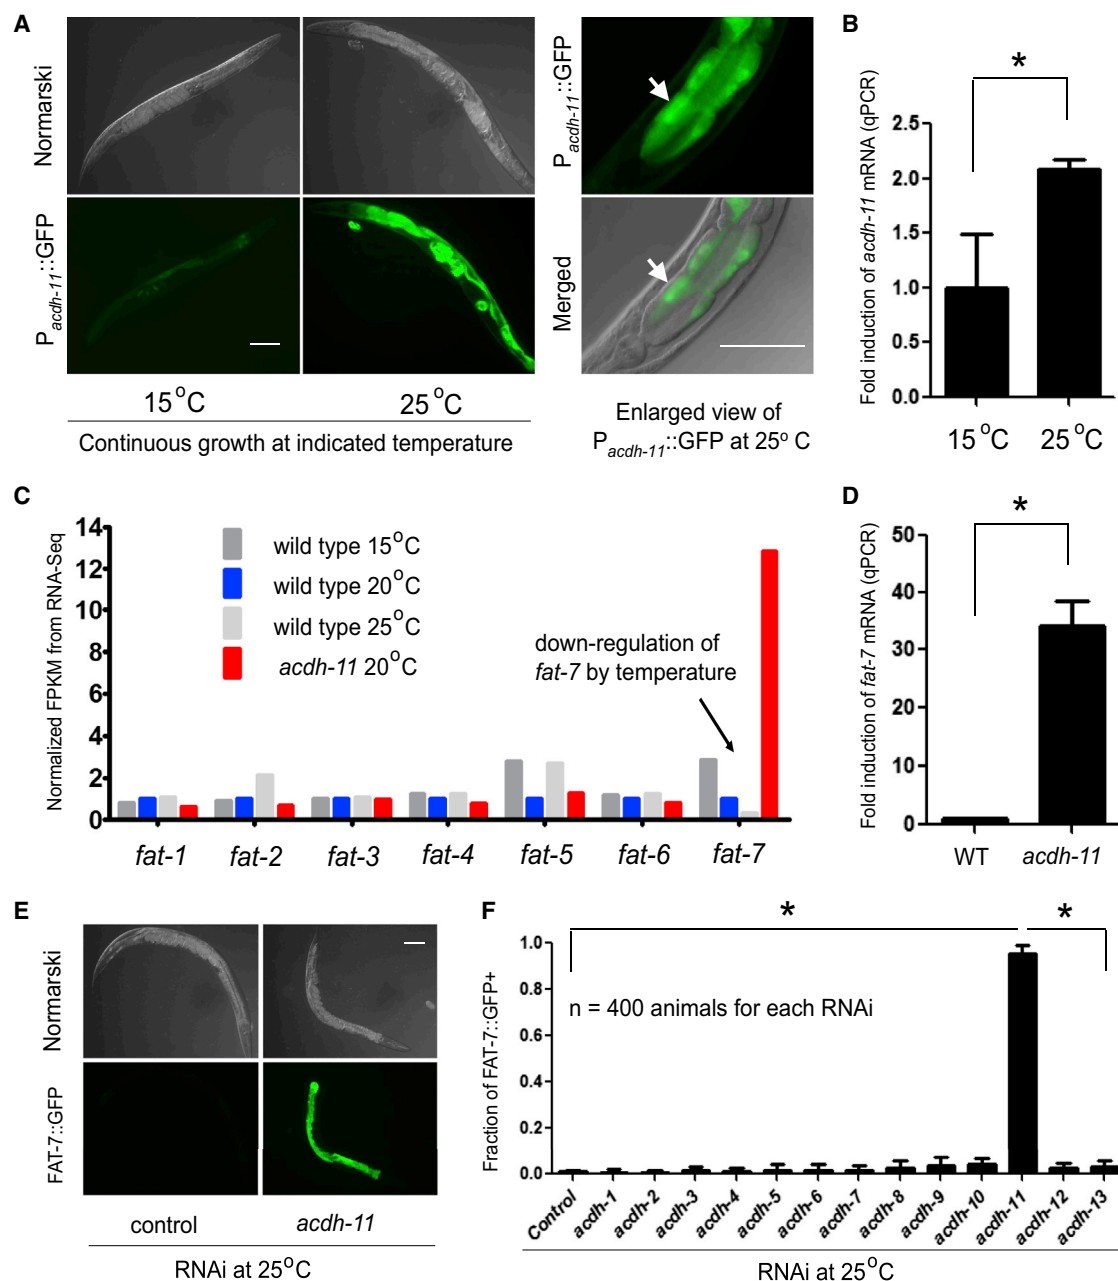 A
Normarski
Pacdh-11::GFP
15°C
25°C
Continuous growth at indicated temperature
Pacdh-11::GFP
Merged
Enlarged view of
Pacdh-11::GFP at 25° C
B
*
Fold induction of acdh-11 mRNA (qPCR)
2.5
2.0
1.5
1.0
0.5
0.0
15°C
25°C
C
Normalized FPKM from RNA-Seq
14
12
10
8
6
4
2
0
wild type 15°C
wild type 20°C
wild type 25°C
acdh-11 20°C
down-regulation of
fat-7 by temperature
fat-1
fat-2
fat-3
fat-4
fat-5
fat-6
fat-7
D
*
Fold induction of fat-7 mRNA (qPCR)
50
40
30
20
10
0
WT
acdh-11
E
Normarski
FAT-7::GFP
control
acdh-11
RNAi at 25°C
F
*
*
Fraction of FAT-7::GFP+
1.0
0.8
0.6
0.4
0.2
0.0
n = 400 animals for each RNAi
Control
acdh-1
acdh-2
acdh-3
acdh-4
acdh-5
acdh-6
acdh-7
acdh-8
acdh-9
acdh-10
acdh-11
acdh-12
acdh-13
RNAi at 25°C